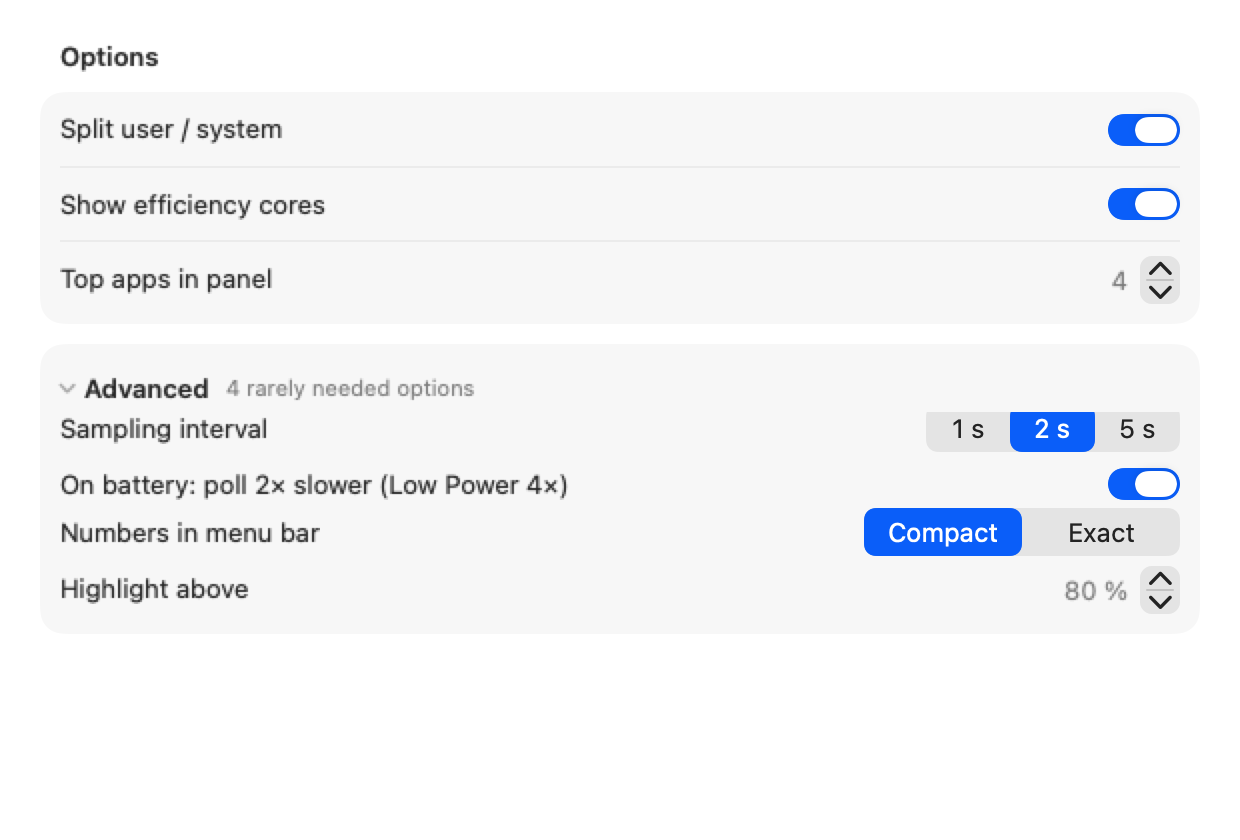 Options
Split user / system
Show efficiency cores
Top apps in panel 4
Advanced 4 rarely needed options
Sampling interval 1 s 2 s 5 s
On battery: poll 2× slower (Low Power 4×)
Numbers in menu bar Compact Exact
Highlight above 80 %